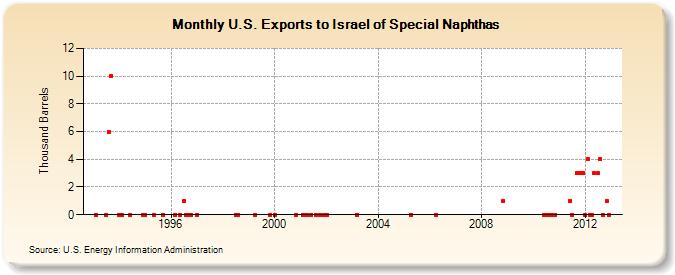 Monthly U.S. Exports to Israel of Special Naphthas
Thousand Barrels
12
10
8
6
4
2
0
1996 2000 2004 2008 2012
Source: U.S. Energy Information Administration